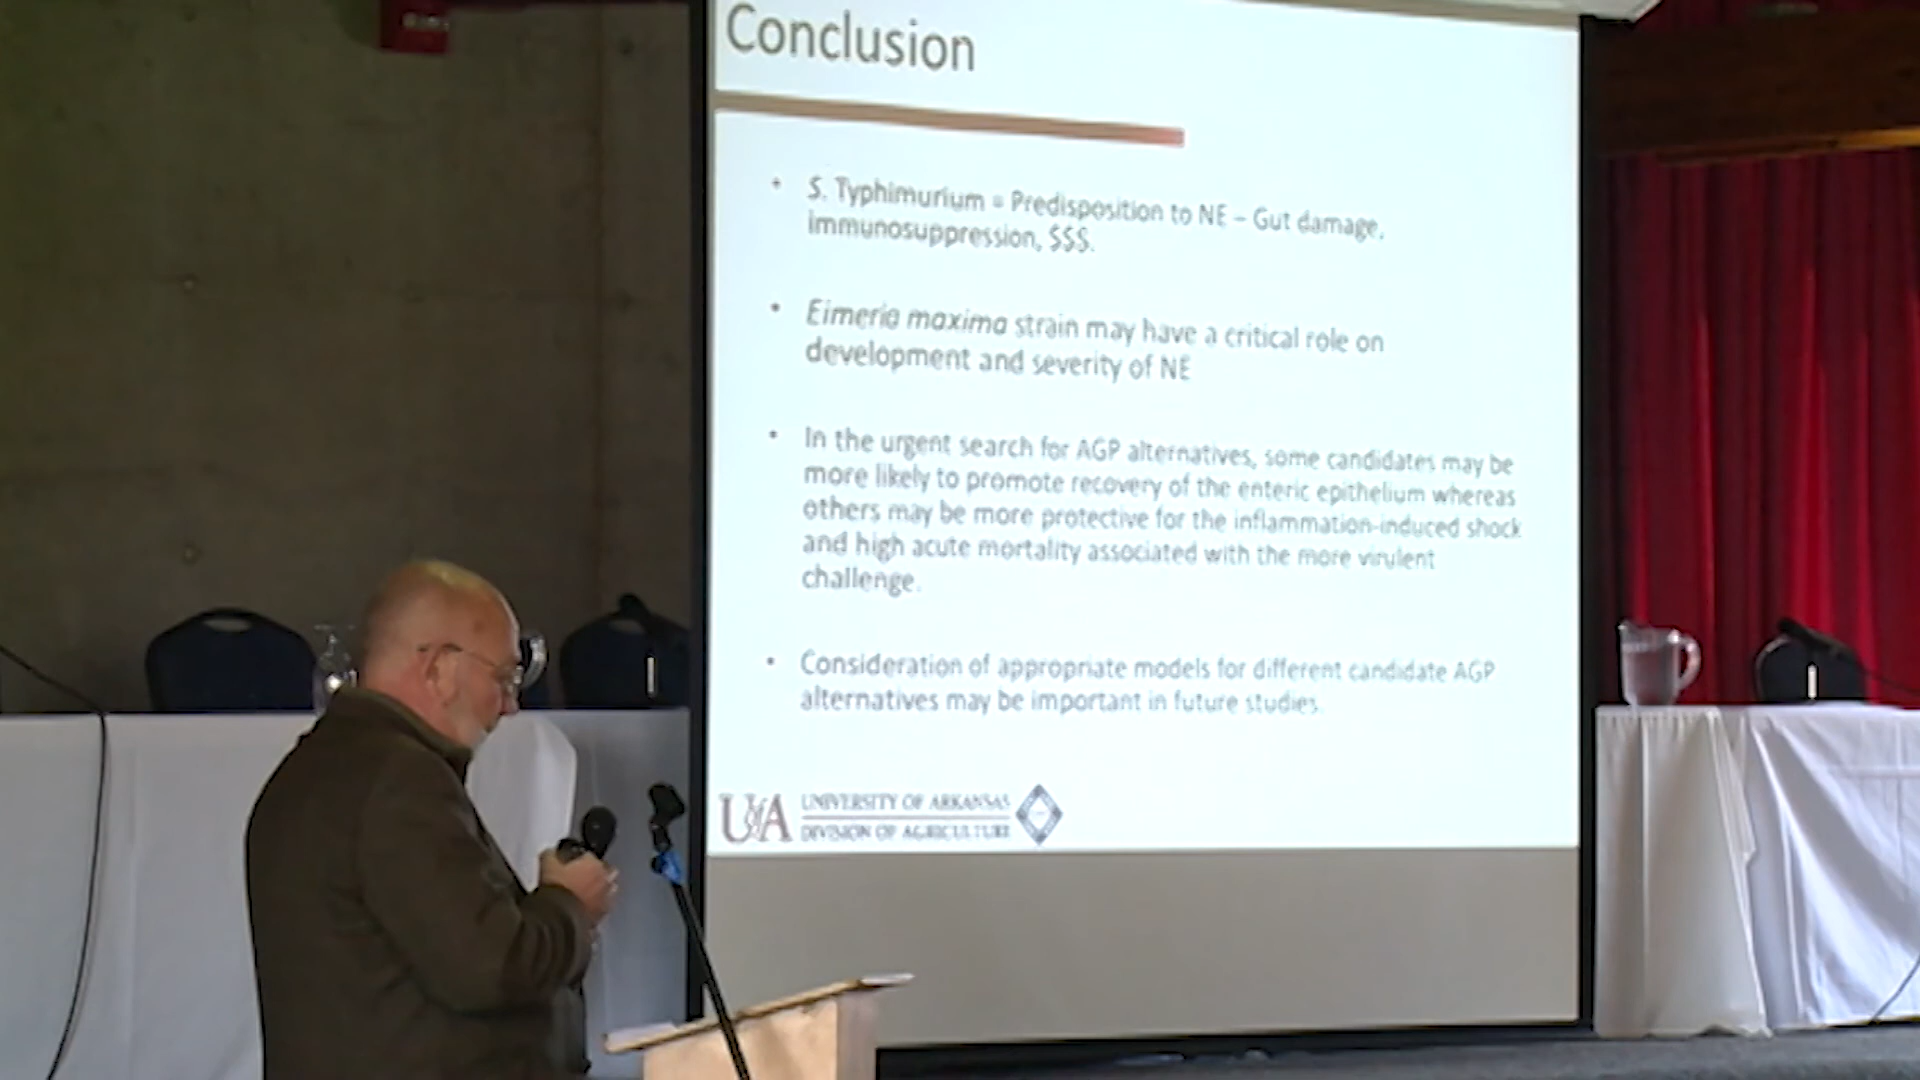 Conclusion
• S. Typhimurium = Predisposition to NE – Gut damage,
immunosuppression, $$$.
• Eimeria maxima strain may have a critical role on
development and severity of NE
• In the urgent search for AGP alternatives, some candidates may be
more likely to promote recovery of the enteric epithelium whereas
others may be more protective for the inflammation-induced shock
and high acute mortality associated with the more virulent
challenge.
• Consideration of appropriate models for different candidate AGP
alternatives may be important in future studies.
UofA
UNIVERSITY OF ARKANSAS
DIVISION OF AGRICULTURE